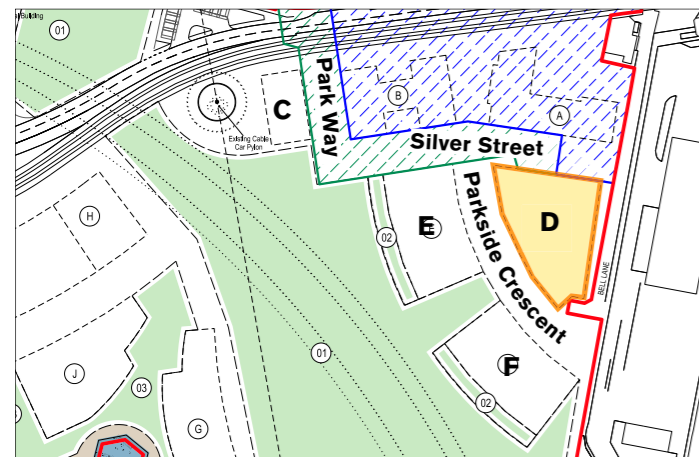 Building
01
Park Way
C
B
A
Existing Cable
Car Pylon
Silver Street
H
E
02
D
Parkside Crescent
BELL LANE
01
F
J
03
G
02